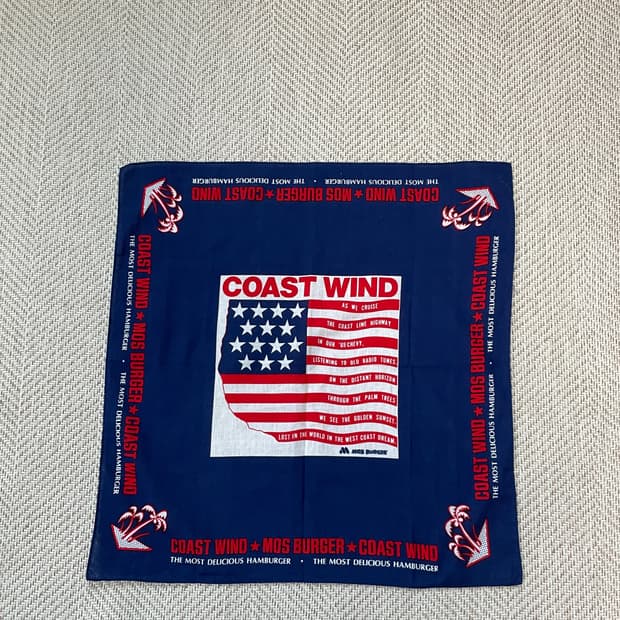 THE MOST DELICIOUS HAMBURGER • THE MOST DELICIOUS HAMBURGER
COAST WIND ★ MOS BURGER ★ COAST WIND
COAST WIND ★ MOS BURGER ★ COAST WIND
THE MOST DELICIOUS HAMBURGER • THE MOST DELICIOUS HAMBURGER
COAST WIND
AS WE CRUISE
THE COAST LINE HIGHWAY
IN OUR '69 CHEVY,
LISTENING TO OLD RADIO TUNES.
ON THE DISTANT HORIZON
THROUGH THE PALM TREES
WE SEE THE GOLDEN SUNSET.
LOST IN THE WORLD IN THE WEST COAST DREAM.
MOS BURGER
COAST WIND ★ MOS BURGER ★ COAST WIND
THE MOST DELICIOUS HAMBURGER • THE MOST DELICIOUS HAMBURGER
COAST WIND ★ MOS BURGER ★ COAST WIND
THE MOST DELICIOUS HAMBURGER • THE MOST DELICIOUS HAMBURGER